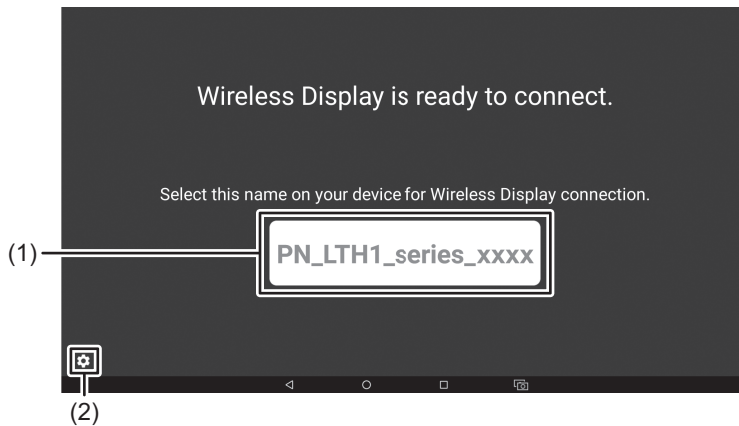 Wireless Display is ready to connect.
Select this name on your device for Wireless Display connection.
(1)
PN_LTH1_series_xxxx
(2)